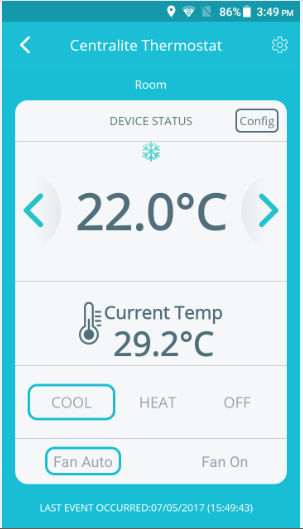 86% 3:49 PM
Centralite Thermostat
Room
DEVICE STATUS Config
22.0°C
Current Temp
29.2°C
COOL HEAT OFF
Fan Auto Fan On
LAST EVENT OCCURRED:07/05/2017 (15:49:43)